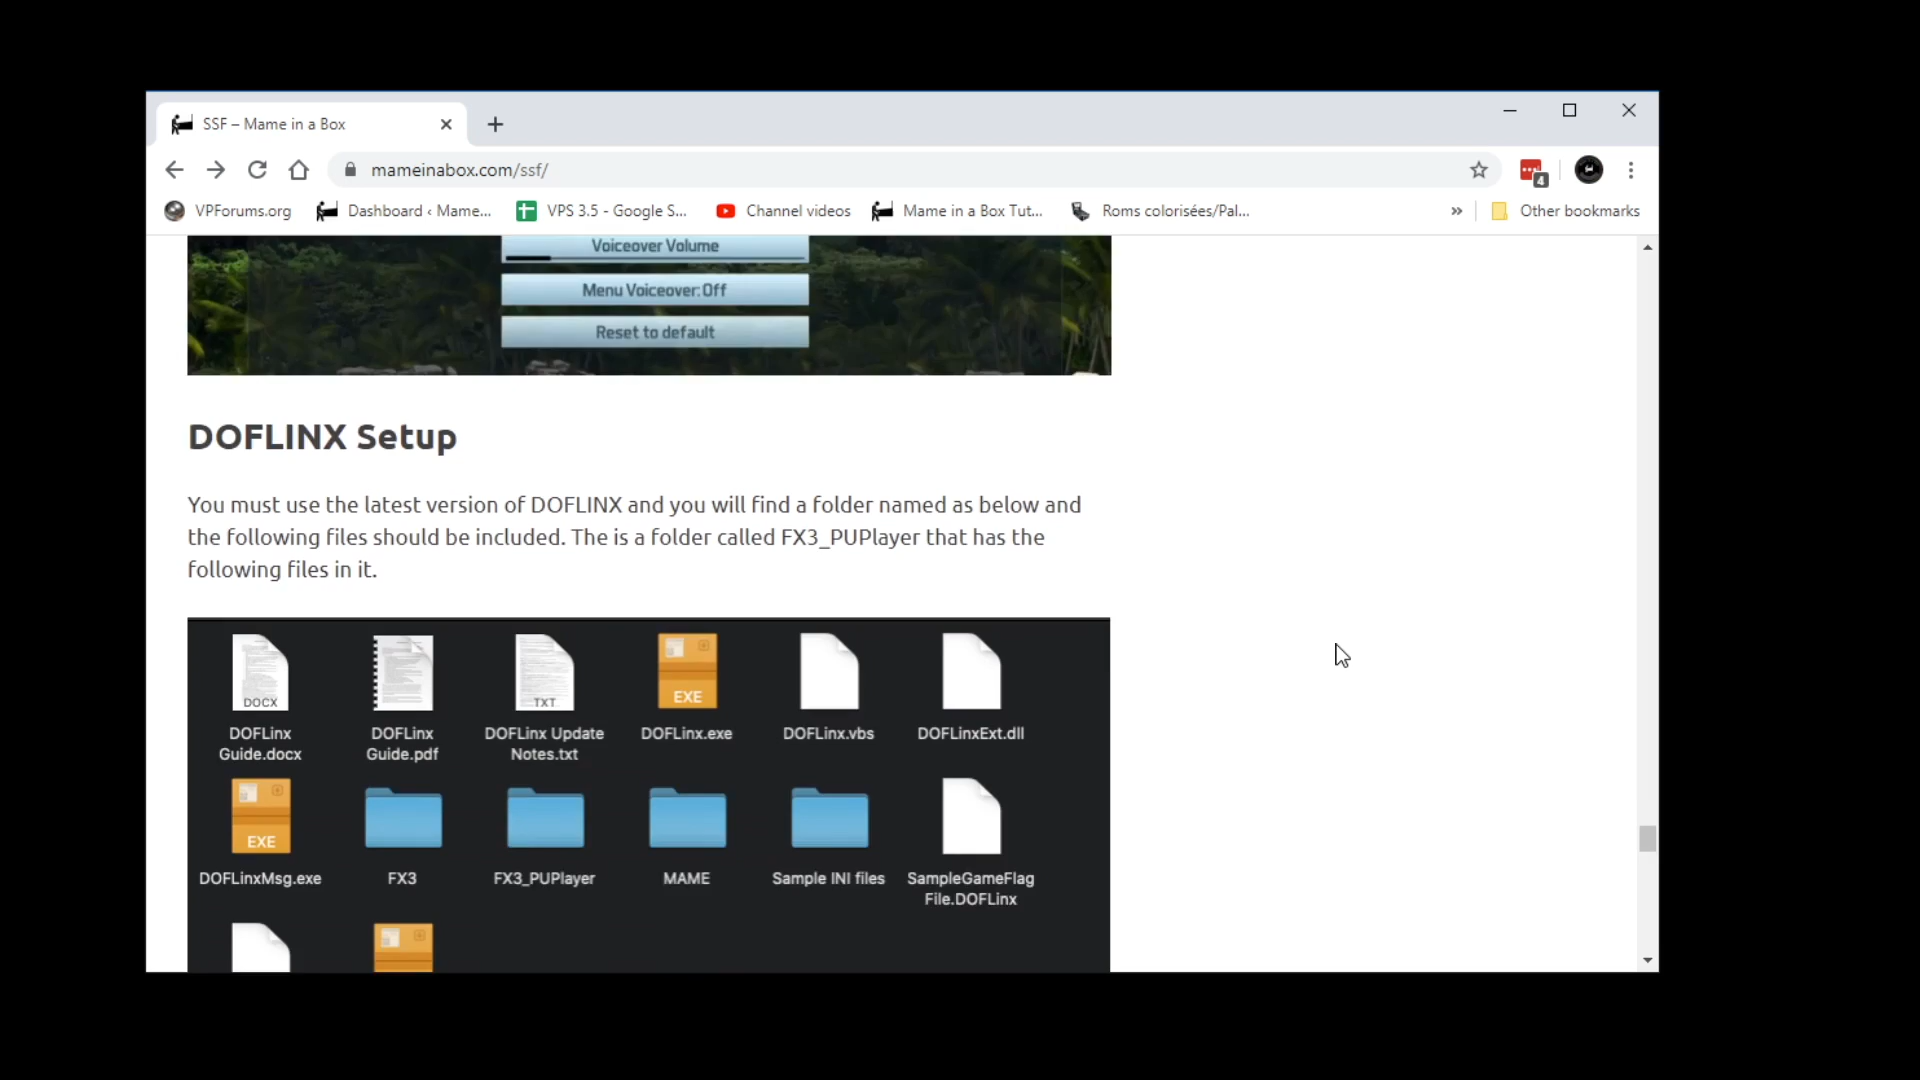 SSF – Mame in a Box
mameinabox.com/ssf/
4
VPForums.org
Dashboard ‹ Mame...
VPS 3.5 - Google S...
Channel videos
Mame in a Box Tut...
Roms colorisées/Pal...
»
Other bookmarks
Voiceover Volume
Menu Voiceover: Off
Reset to default
DOFLINX Setup
You must use the latest version of DOFLINX and you will find a folder named as below and
the following files should be included. The is a folder called FX3_PUPlayer that has the
following files in it.
DOCX
TXT
EXE
DOFLinx Guide.docx
DOFLinx Guide.pdf
DOFLinx Update Notes.txt
DOFLinx.exe
DOFLinx.vbs
DOFLinxExt.dll
EXE
DOFLinxMsg.exe
FX3
FX3_PUPlayer
MAME
Sample INI files
SampleGameFlag File.DOFLinx